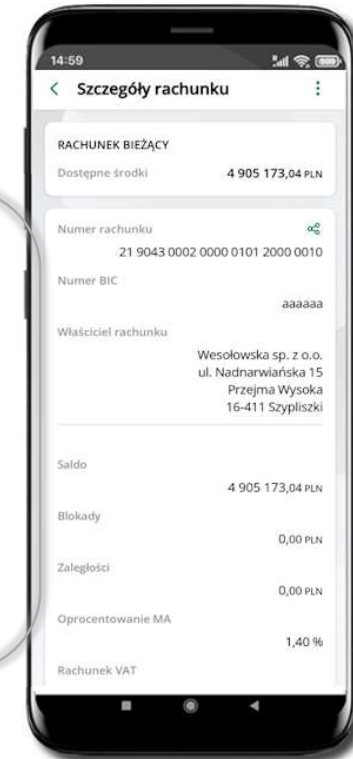 14:59
Szczegóły rachunku
RACHUNEK BIEŻĄCY
Dostępne środki 4 905 173,04 PLN
Numer rachunku
21 9043 0002 0000 0101 2000 0010
Numer BIC
aaaaaa
Właściciel rachunku
Wesołowska sp. z o.o.
ul. Nadnarwiańska 15
Przejma Wysoka
16-411 Szypliszki
Saldo
4 905 173,04 PLN
Blokady
0,00 PLN
Zaległości
0,00 PLN
Oprocentowanie MA
1,40 %
Rachunek VAT